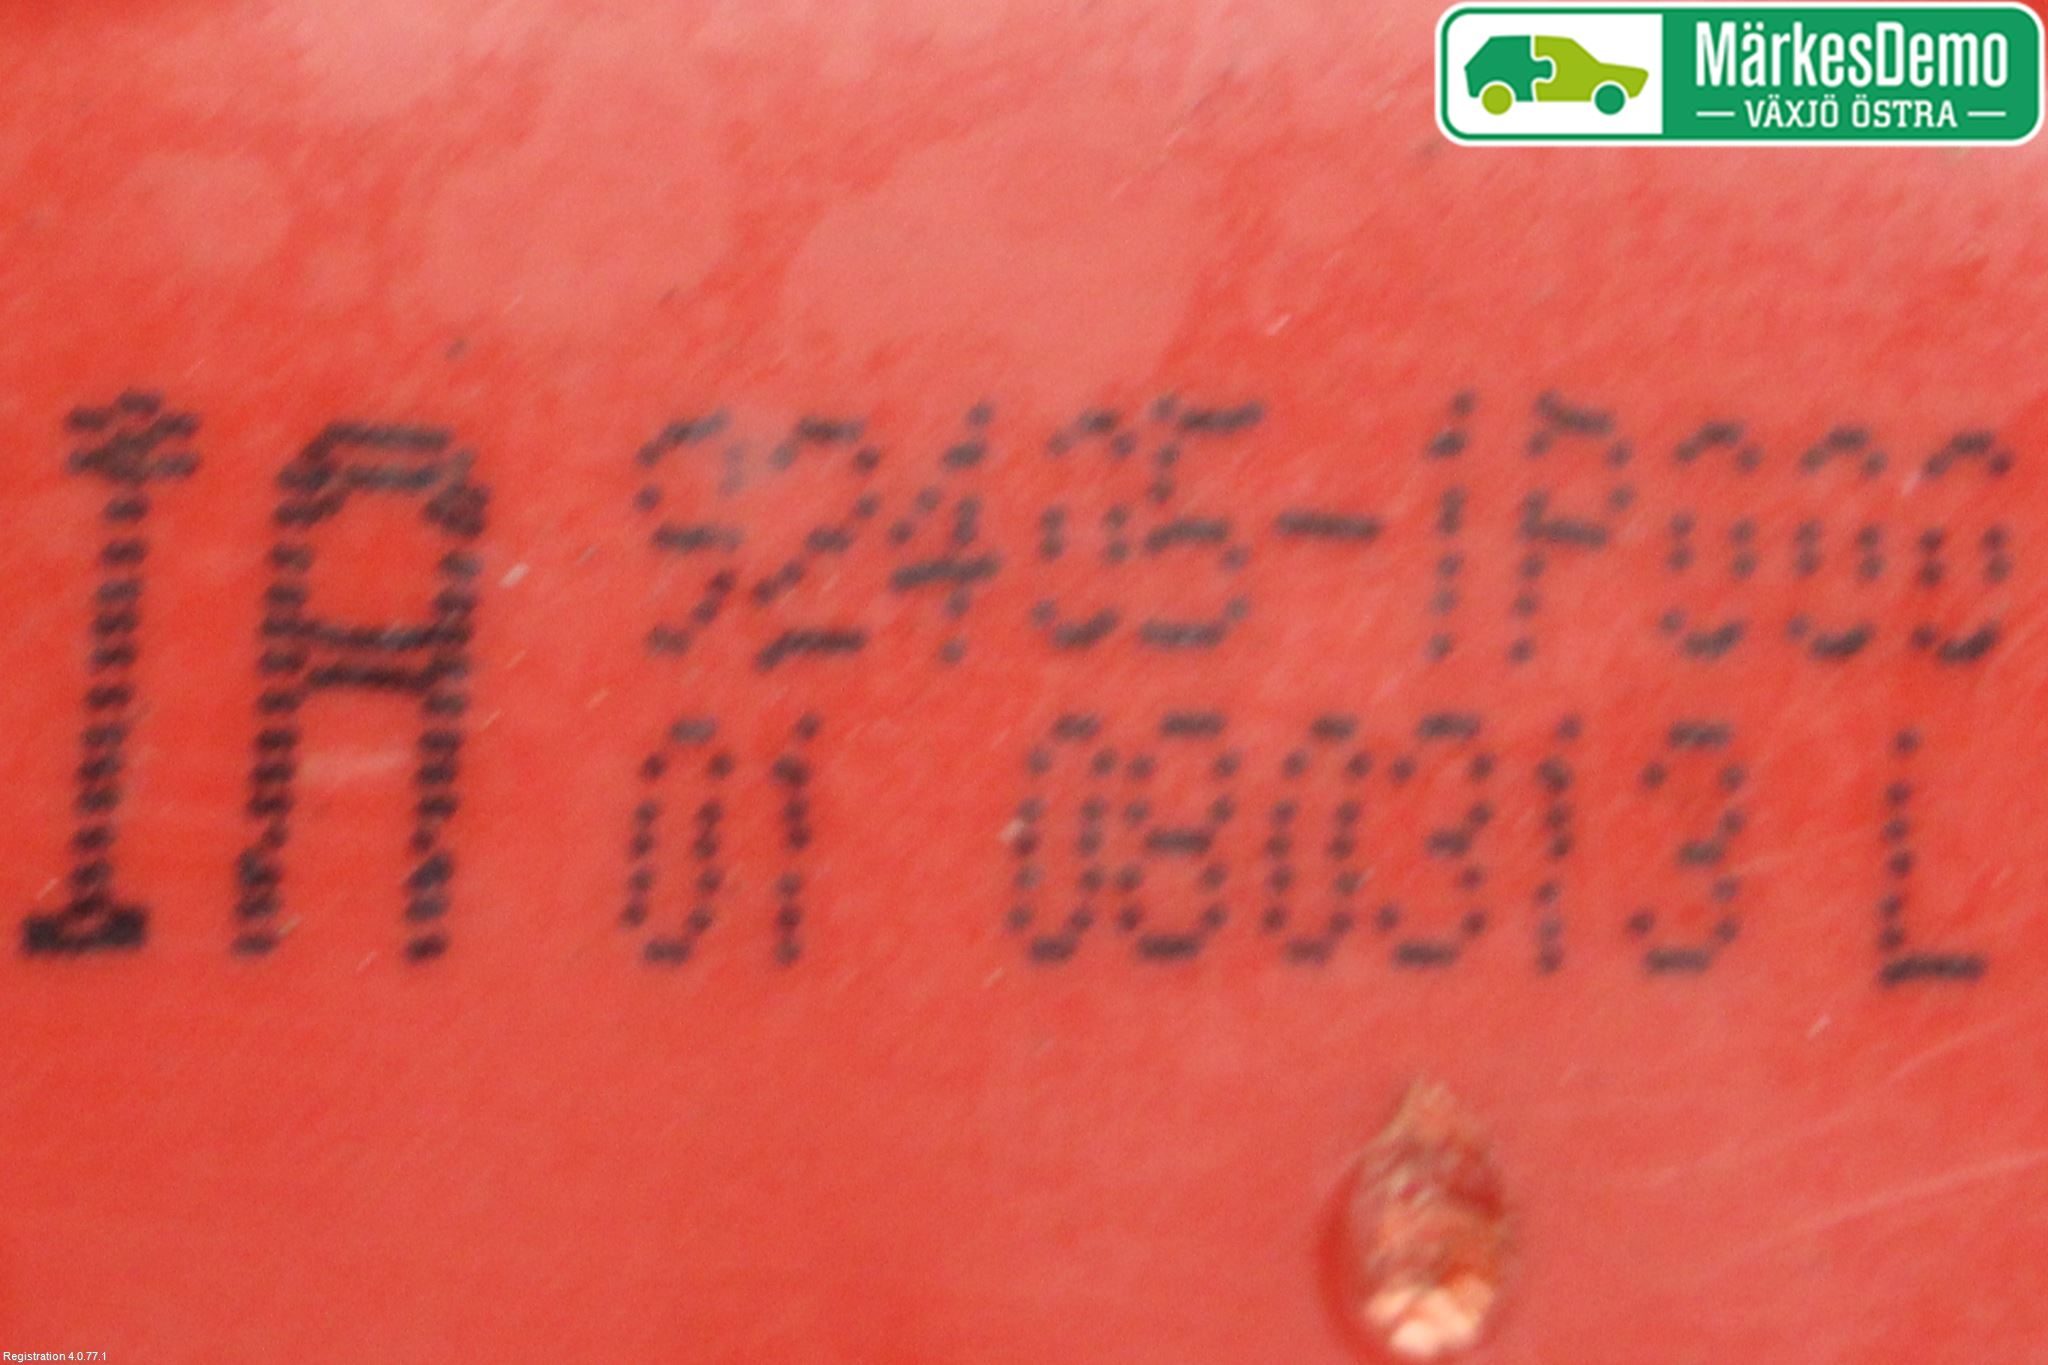 MärkesDemo
VÄXJÖ ÖSTRA
IA 92405-1P000
01 080313 L
Registration 4.0.77.1